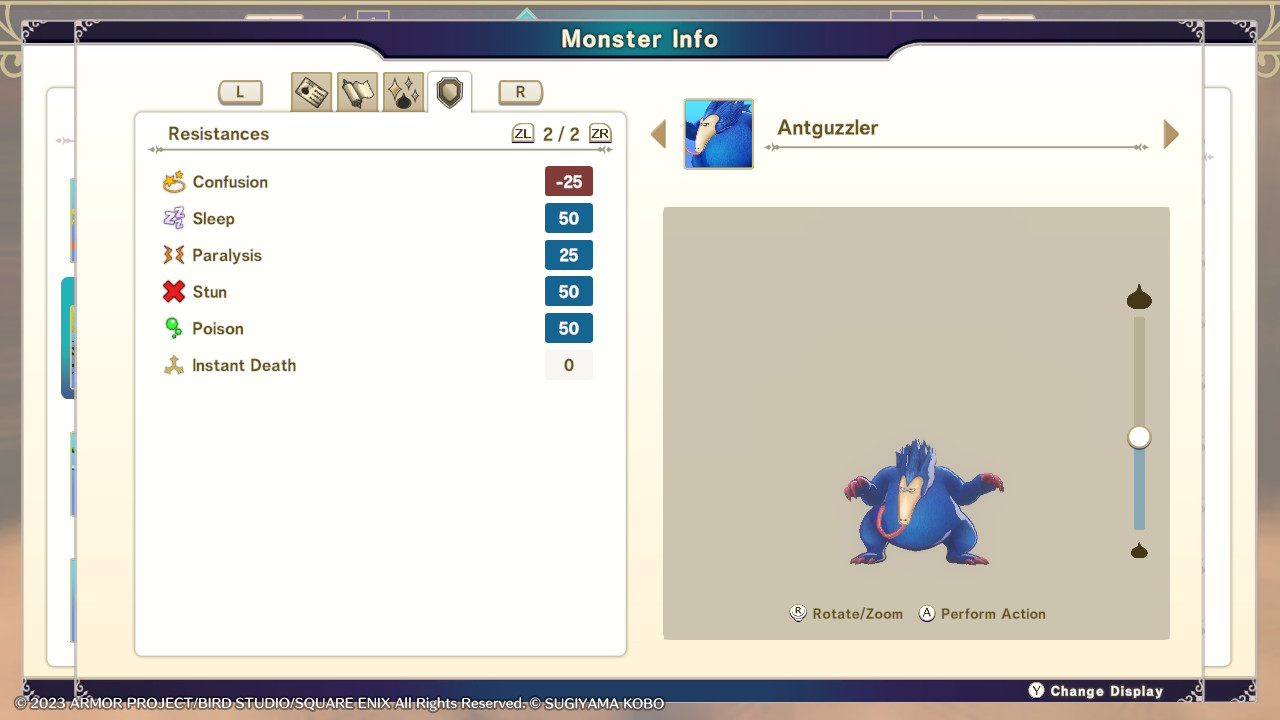 Monster Info
L
R
Resistances
ZL 2 / 2 ZR
Confusion -25
Sleep 50
Paralysis 25
Stun 50
Poison 50
Instant Death 0
Antguzzler
R Rotate/Zoom A Perform Action
Y Change Display
© 2023 ARMOR PROJECT/BIRD STUDIO/SQUARE ENIX All Rights Reserved. © SUGIYAMA KOBO